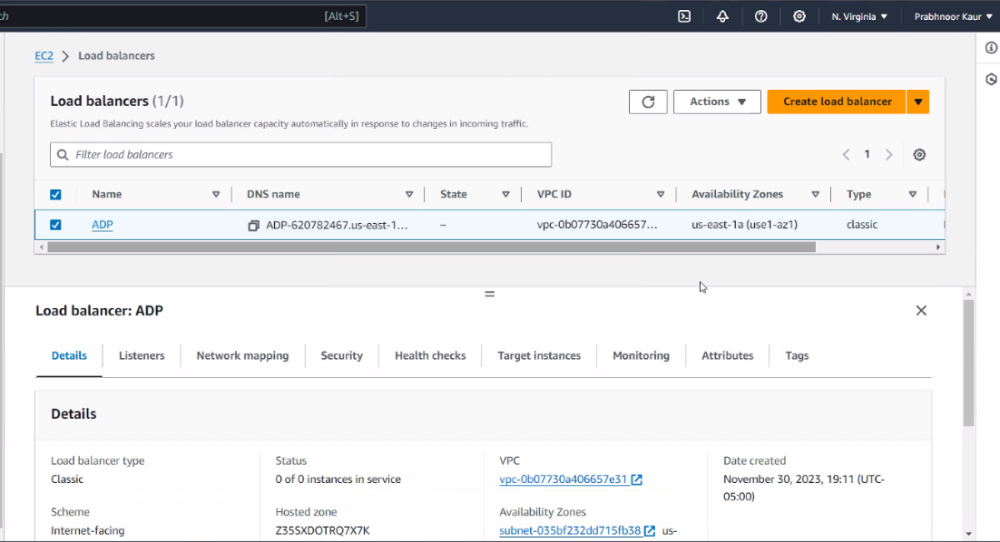 ch [Alt+S] N. Virginia Prabhnoor Kaur
EC2 Load balancers
Load balancers (1/1) Actions Create load balancer
Elastic Load Balancing scales your load balancer capacity automatically in response to changes in incoming traffic.
Filter load balancers 1
Name DNS name State VPC ID Availability Zones Type
ADP ADP-620782467.us-east-1... – vpc-0b07730a406657... us-east-1a (use1-az1) classic
Load balancer: ADP
Details Listeners Network mapping Security Health checks Target instances Monitoring Attributes Tags
Details
Load balancer type Status VPC Date created
Classic 0 of 0 instances in service vpc-0b07730a406657e31 November 30, 2023, 19:11 (UTC-
05:00)
Scheme Hosted zone Availability Zones
Internet-facing Z35SXDOTRQ7X7K subnet-035bf232dd715fb38 us-